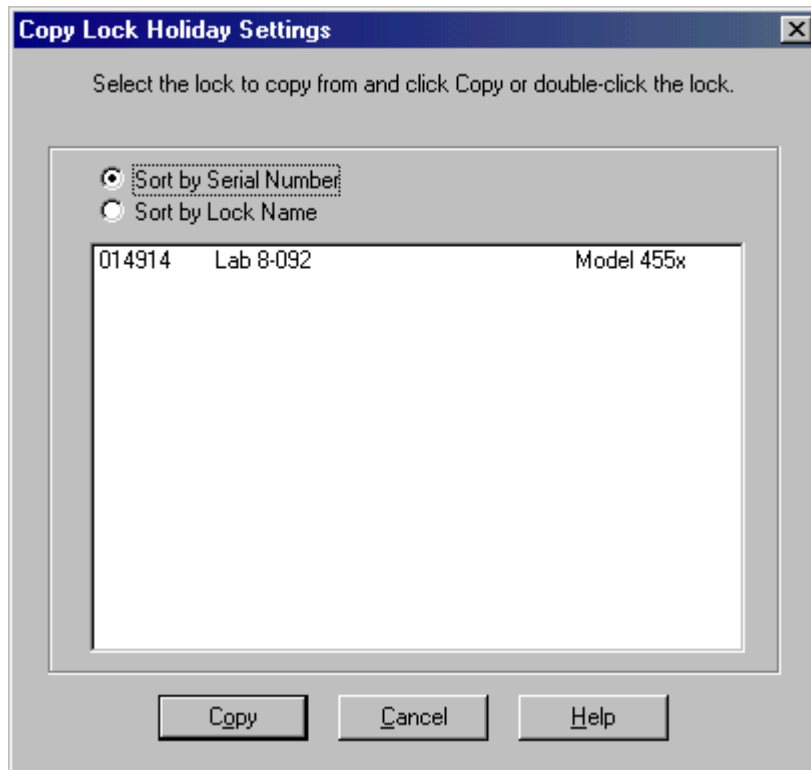 Copy Lock Holiday Settings
Select the lock to copy from and click Copy or double-click the lock.
Sort by Serial Number
Sort by Lock Name
014914 Lab 8-092 Model 455x
Copy Cancel Help